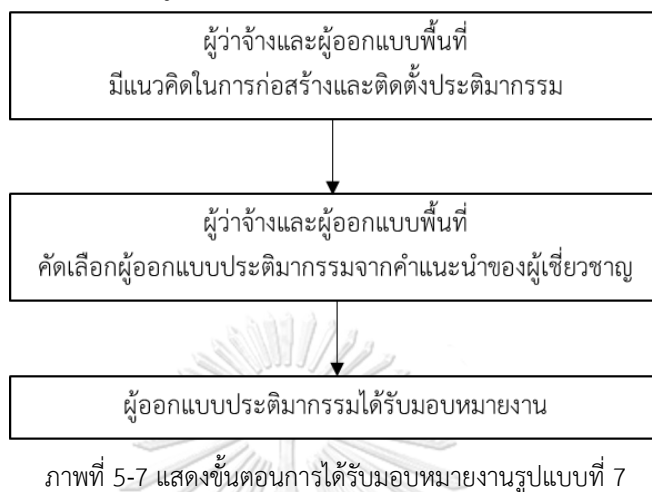 ผู้ว่าจ้างและผู้ออกแบบพื้นที่
มีแนวคิดในการก่อสร้างและติดตั้งประติมากรรม
ผู้ว่าจ้างและผู้ออกแบบพื้นที่
คัดเลือกผู้ออกแบบประติมากรรมจากคำแนะนำของผู้เชี่ยวชาญ
ผู้ออกแบบประติมากรรมได้รับมอบหมายงาน
ภาพที่ 5-7 แสดงขั้นตอนการได้รับมอบหมายงานรูปแบบที่ 7